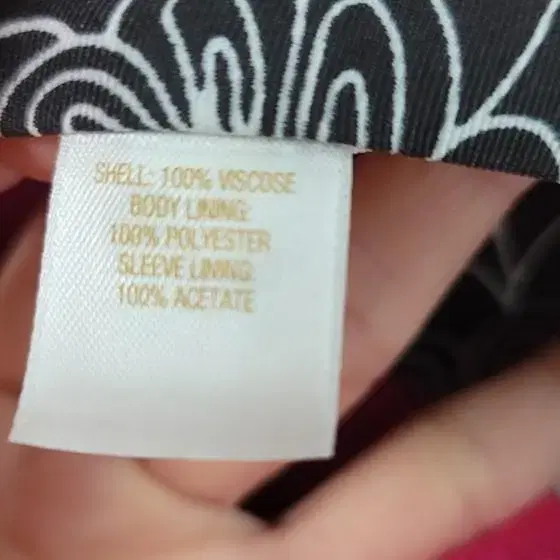 SHELL: 100% VISCOSE
BODY LINING:
100% POLYESTER
SLEEVE LINING:
100% ACETATE